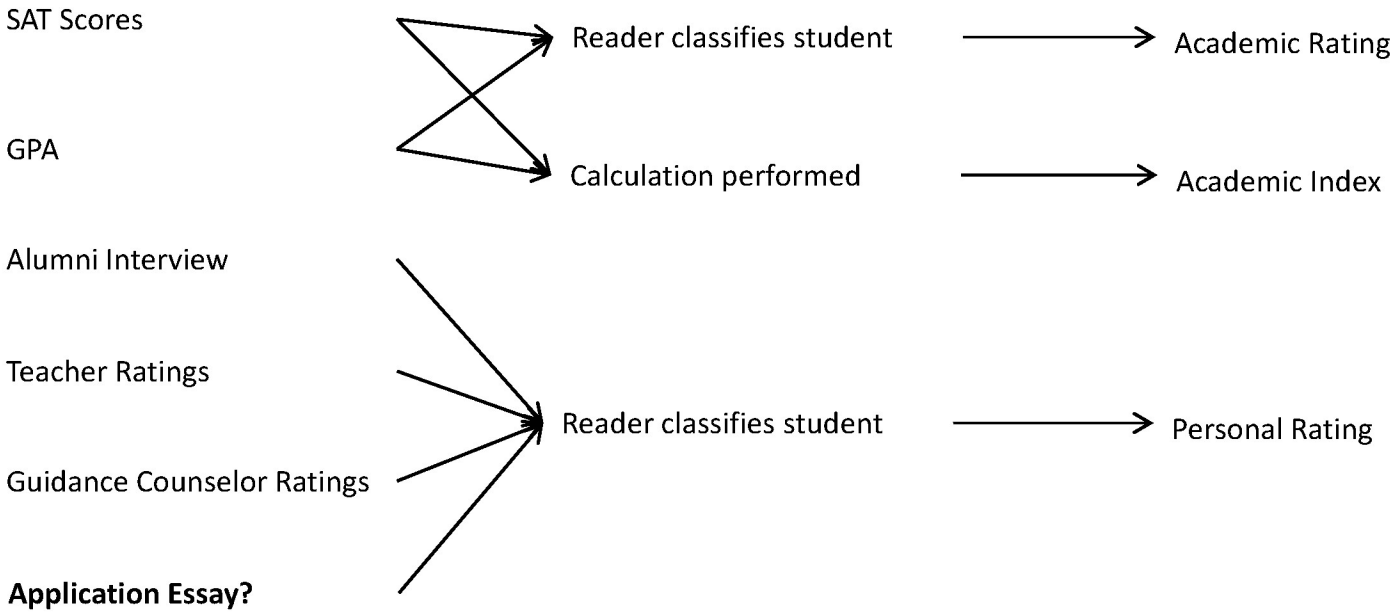 SAT Scores
Reader classifies student
Academic Rating
GPA
Calculation performed
Academic Index
Alumni Interview
Teacher Ratings
Reader classifies student
Personal Rating
Guidance Counselor Ratings
Application Essay?